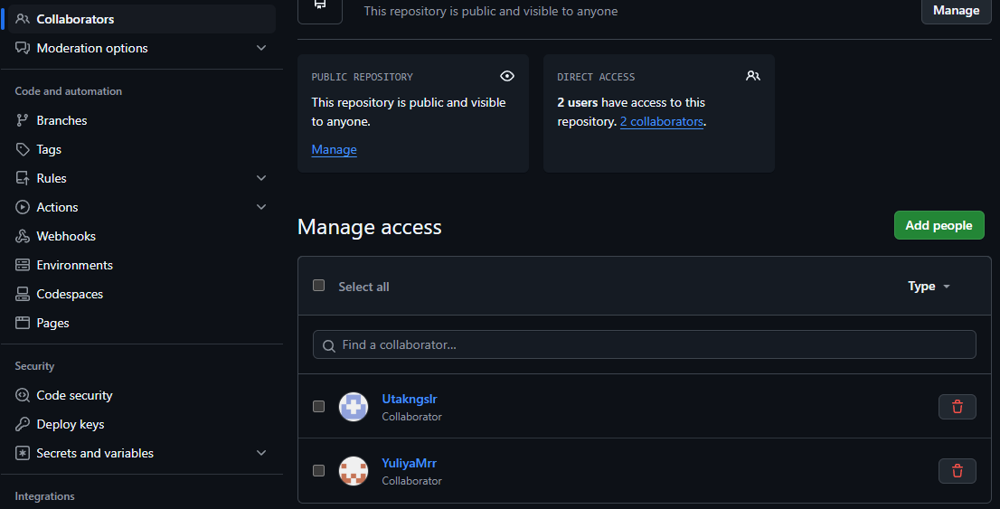 Collaborators
Moderation options
Code and automation
Branches
Tags
Rules
Actions
Webhooks
Environments
Codespaces
Pages
Security
Code security
Deploy keys
Secrets and variables
Integrations
This repository is public and visible to anyone
Manage
PUBLIC REPOSITORY
This repository is public and visible
to anyone.
Manage
DIRECT ACCESS
2 users have access to this
repository. 2 collaborators.
Manage access
Add people
Select all
Type
Find a collaborator...
Utakngslr
Collaborator
YuliyaMrr
Collaborator